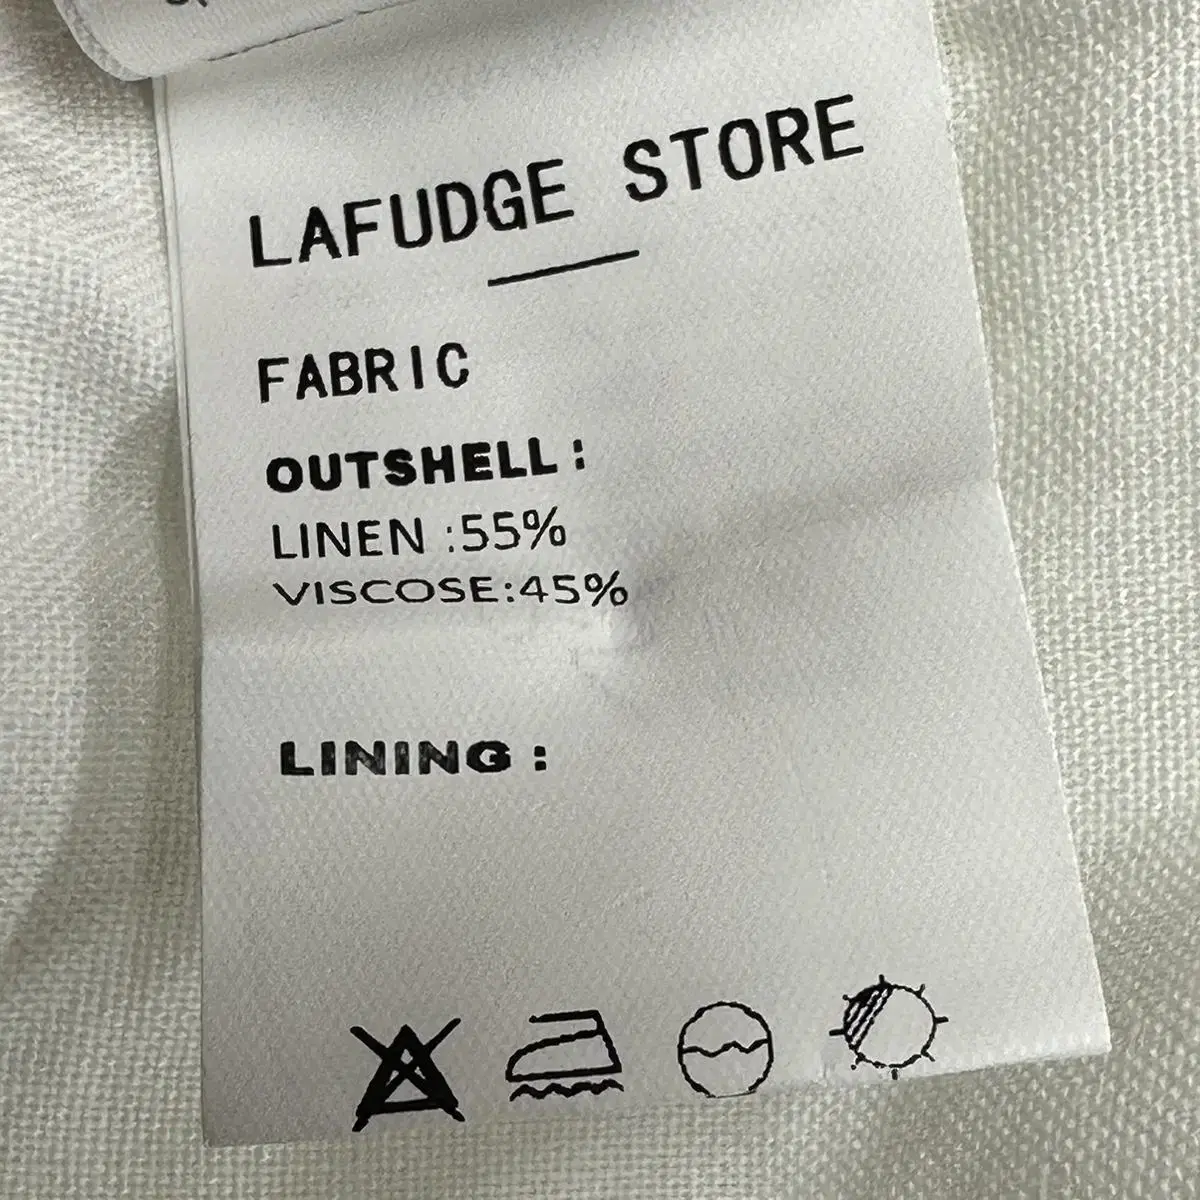 LAFUDGE STORE
FABRIC
OUTSHELL:
LINEN :55%
VISCOSE:45%
LINING: